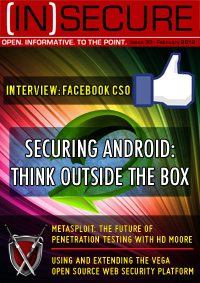 [IN]SECURE
OPEN. INFORMATIVE. TO THE POINT.
INTERVIEW: FACEBOOK CSO
SECURING ANDROID:
THINK OUTSIDE THE BOX
METASPLOIT: THE FUTURE OF
PENETRATION TESTING WITH HD MOORE
USING AND EXTENDING THE VEGA
OPEN SOURCE WEB SECURITY PLATFORM